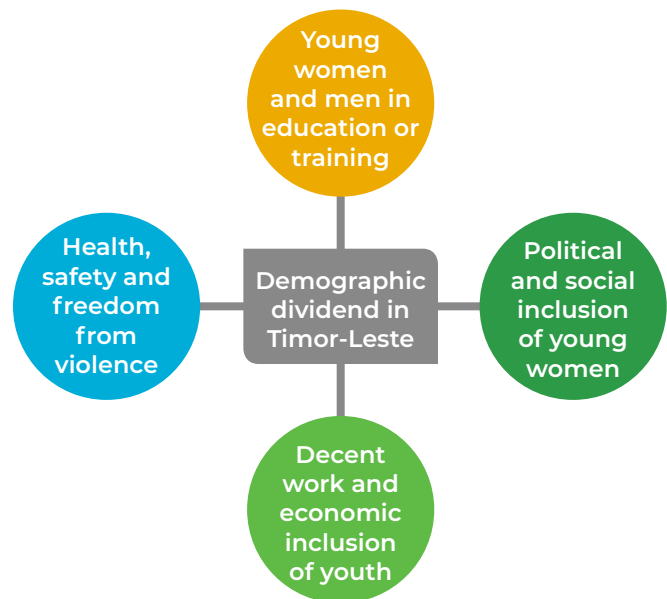 Young
women
and men in
education or
training
Health,
safety and
freedom
from
violence
Demographic
dividend in
Timor-Leste
Political
and social
inclusion
of young
women
Decent
work and
economic
inclusion
of youth